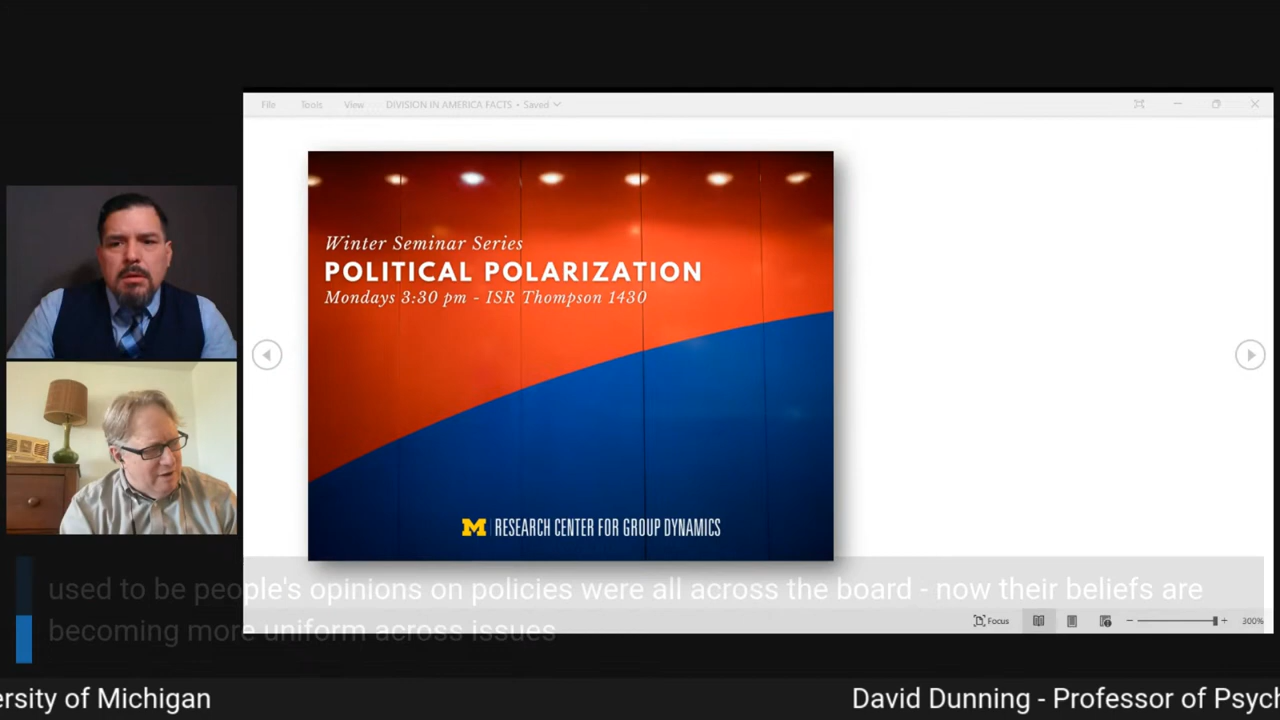 File Tools View DIVISION IN AMERICA FACTS • Saved
Winter Seminar Series
POLITICAL POLARIZATION
Mondays 3:30 pm - ISR Thompson 1430
M | RESEARCH CENTER FOR GROUP DYNAMICS
used to be people's opinions on policies were all across the board - now their beliefs are
becoming more uniform across issues
Focus
300%
ersity of Michigan
David Dunning - Professor of Psych